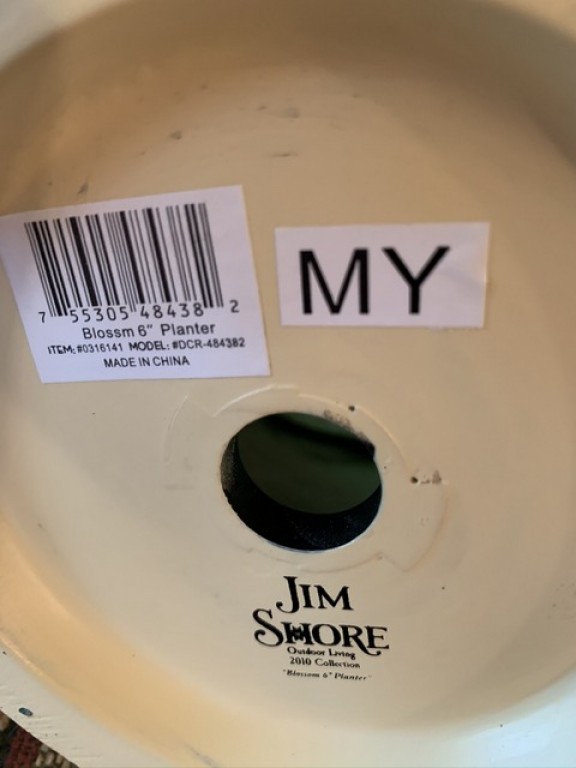 7 55305 48438 2
Blossm 6" Planter
ITEM: #0316141 MODEL: #DCR-484382
MADE IN CHINA
MY
JIM
SHORE
Outdoor Living
2010 Collection
"Blossom 6" Planter"